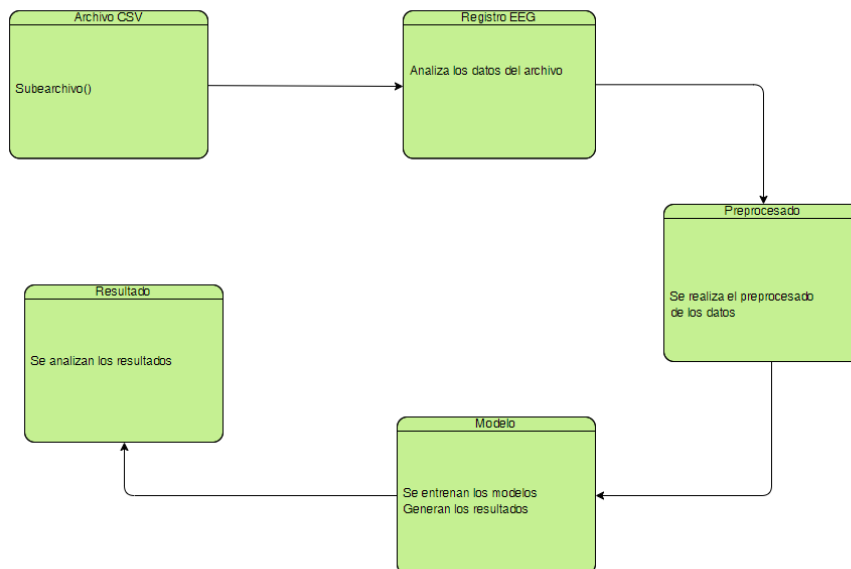 Archivo CSV
Subearchivo()
Registro EEG
Analiza los datos del archivo
Preprocesado
Se realiza el preprocesado
de los datos
Modelo
Se entrenan los modelos
Generan los resultados
Resultado
Se analizan los resultados